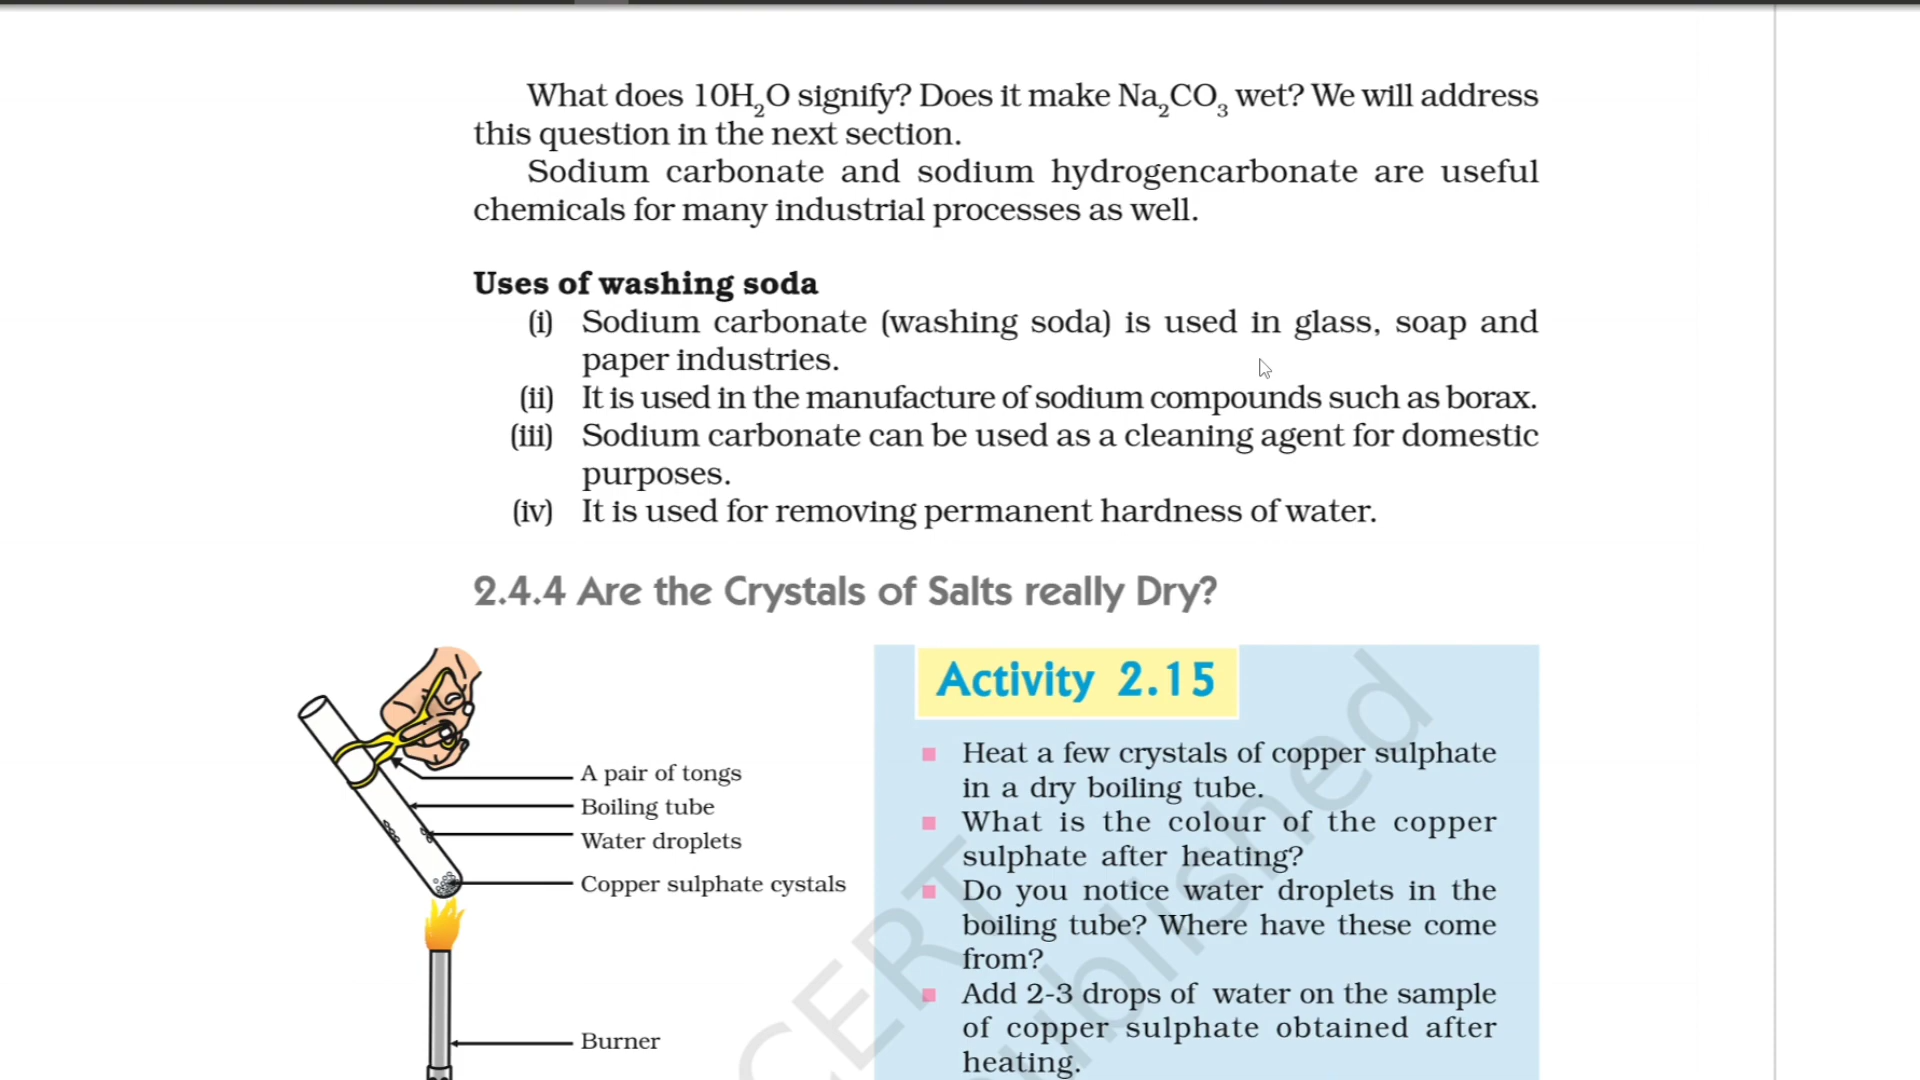 What does 10H₂O signify? Does it make Na₂CO₃ wet? We will address
this question in the next section.
Sodium carbonate and sodium hydrogencarbonate are useful
chemicals for many industrial processes as well.
Uses of washing soda
(i) Sodium carbonate (washing soda) is used in glass, soap and
paper industries.
(ii) It is used in the manufacture of sodium compounds such as borax.
(iii) Sodium carbonate can be used as a cleaning agent for domestic
purposes.
(iv) It is used for removing permanent hardness of water.
2.4.4 Are the Crystals of Salts really Dry?
A pair of tongs
Boiling tube
Water droplets
Copper sulphate cystals
Burner
Activity 2.15
Heat a few crystals of copper sulphate
in a dry boiling tube.
What is the colour of the copper
sulphate after heating?
Do you notice water droplets in the
boiling tube? Where have these come
from?
Add 2-3 drops of water on the sample
of copper sulphate obtained after
heating.